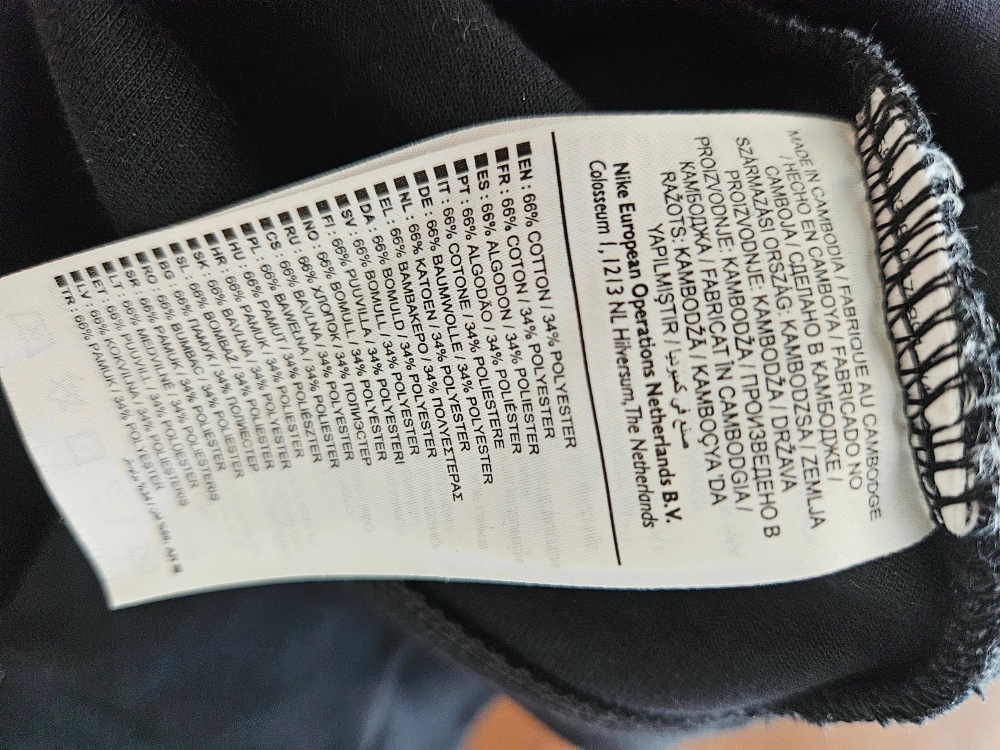 MADE IN CAMBODIA / FABRIQUE AU CAMBODGE
/ HECHO EN CAMBOYA / FABRICADO NO
CAMBOJA / СДЕЛАНО В КАМБОДЖЕ /
SZÁRMAZÁSI ORSZÁG: KAMBODZSA / ZEMLJA
PROIZVODNJE: KAMBODŽA / DRŽAVA
PROIZVODNJE: KAMBODŽA / ПРОИЗВЕДЕНО В
КАМБОДЖА / FABRICAT ÎN CAMBODGIA /
RAŽOTS: KAMBODŽĀ / KAMBOÇYA 'DA
YAPILMIŞTIR / صنع في كمبوديا
Nike European Operations Netherlands B.V.
Colosseum 1, 1213 NL Hilversum, The Netherlands
EN : 66% COTTON / 34% POLYESTER
FR : 66% COTON / 34% POLYESTER
ES : 66% ALGODON / 34% POLIÉSTER
PT : 66% ALGODÃO / 34% POLIESTER
IT : 66% COTONE / 34% POLIESTERE
DE : 66% BAUMWOLLE / 34% POLYESTER
NL : 66% KATOEN / 34% POLYESTER
EL : 66% ΒΑΜΒΑΚΕΡΟ / 34% ΠΟΛΥΕΣΤΕΡΑΣ
DA : 66% BOMULD / 34% POLYESTER
SV : 66% BOMULL / 34% POLYESTER
FI : 66% PUUVILLA / 34% POLYESTERI
NO : 66% BOMULL / 34% POLYESTER
RU : 66% ХЛОПОК / 34% ПОЛИЭСТЕР
CS : 66% BAVLNA / 34% POLYESTER
PL : 66% BAWEŁNA / 34% POLIESTER
HU : 66% PAMUT / 34% POLIÉSZTER
HR : 66% PAMUK / 34% POLIESTER
SK : 66% BAVLNA / 34% POLYESTER
SL : 66% BOMBAŽ / 34% POLIESTER
BG : 66% ПАМУК / 34% ПОЛИЕСТЕР
RO : 66% BUMBAC / 34% POLIESTER
SR : 66% PAMUK / 34% POLIESTER
LT : 66% MEDVILNĖ / 34% POLIESTERIS
ET : 66% PUUVILL / 34% POLÜESTER
LV : 66% KOKVILNA / 34% POLIESTERIS
TR : 66% PAMUK / 34% POLYESTER